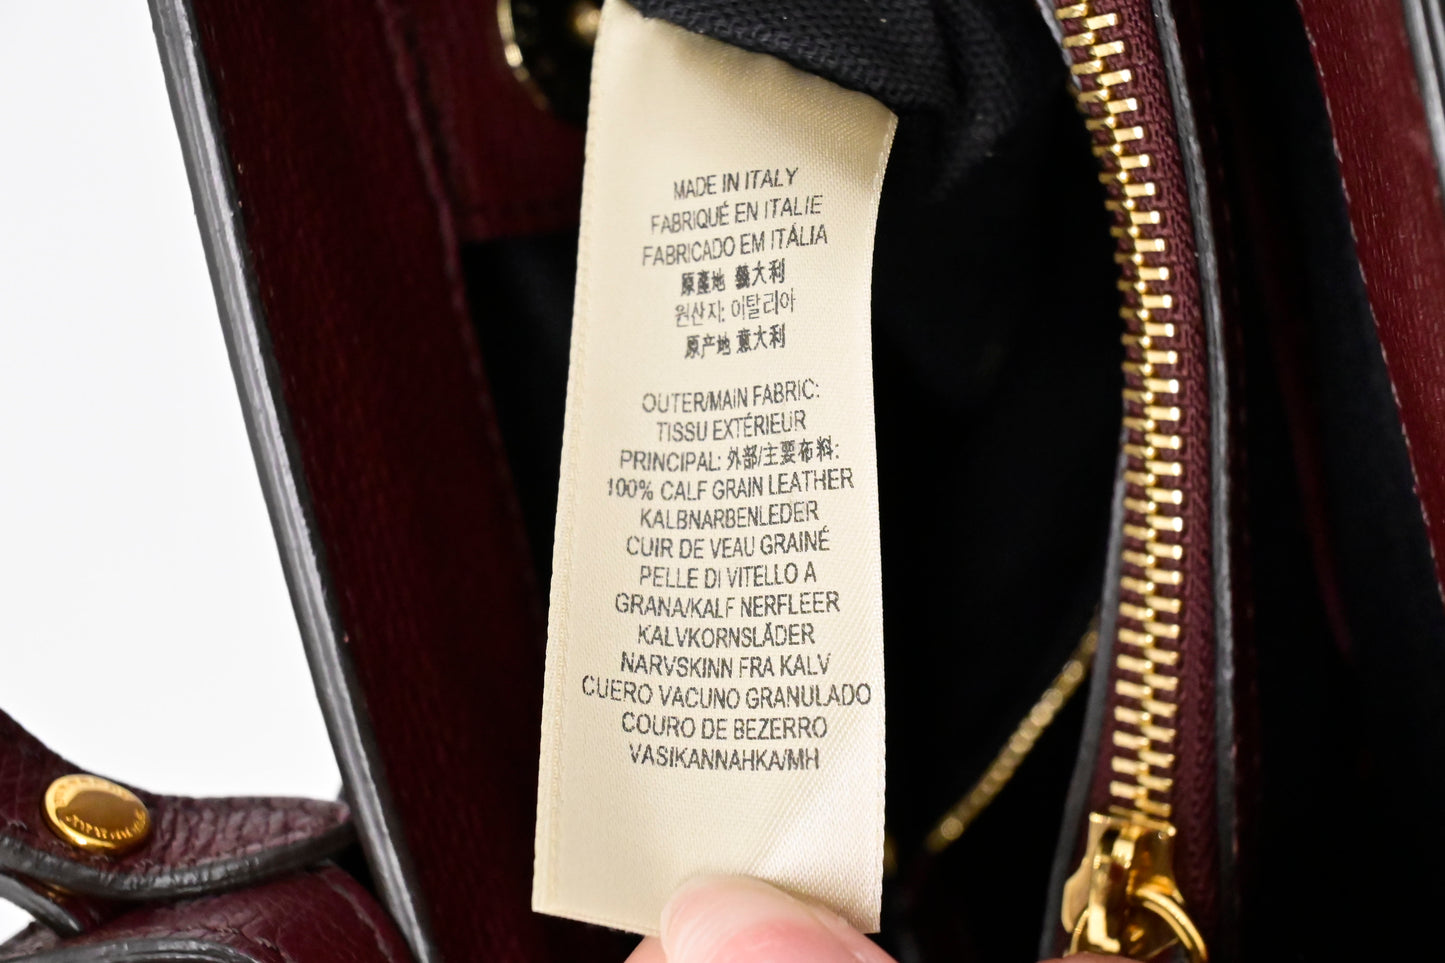 MADE IN ITALY
FABRIQUÉ EN ITALIE
FABRICADO EM ITÁLIA
原產地 義大利
원산지: 이탈리아
原产地 意大利
OUTER/MAIN FABRIC:
TISSU EXTÉRIEUR
PRINCIPAL: 外部/主要布料:
100% CALF GRAIN LEATHER
KALBNARBENLEDER
CUIR DE VEAU GRAINÉ
PELLE DI VITELLO A
GRANA/KALF NERFLEER
KALVKORNSLÄDER
NARVSKINN FRA KALV
CUERO VACUNO GRANULADO
COURO DE BEZERRO
VASIKANNAHKA/MH